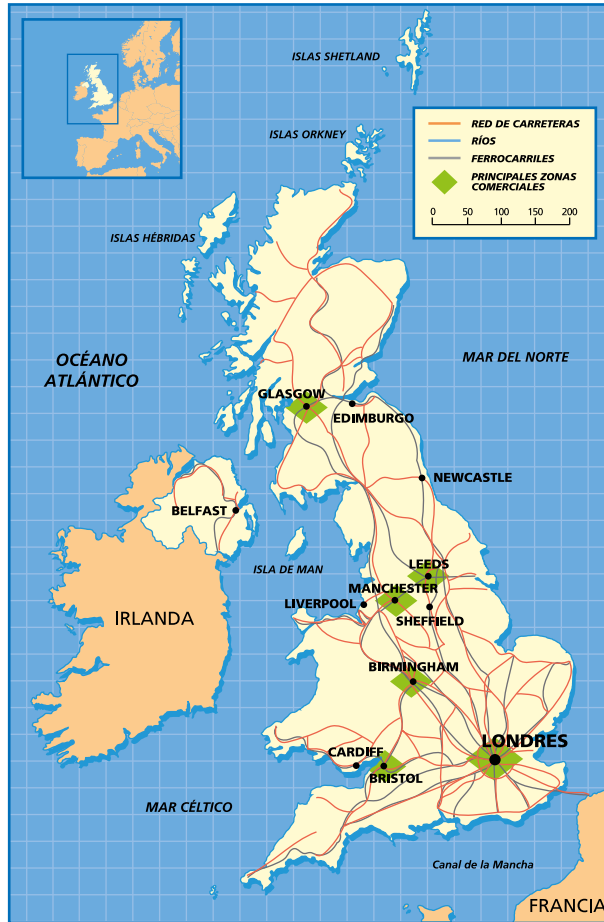 ISLAS SHETLAND
ISLAS ORKNEY
RED DE CARRETERAS
RÍOS
FERROCARRILES
PRINCIPALES ZONAS
COMERCIALES
0 50 100 150 200
ISLAS HÉBRIDAS
OCÉANO
ATLÁNTICO
MAR DEL NORTE
GLASGOW
EDIMBURGO
NEWCASTLE
BELFAST
ISLA DE MAN
LEEDS
MANCHESTER
LIVERPOOL
SHEFFIELD
IRLANDA
BIRMINGHAM
LONDRES
CARDIFF
BRISTOL
MAR CÉLTICO
Canal de la Mancha
FRANCIA